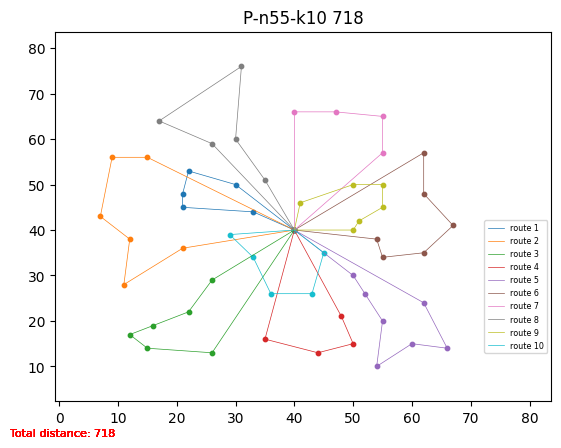 P-n55-k10 718
80
70
60
50
40
30
20
10
0 10 20 30 40 50 60 70 80
route 1
route 2
route 3
route 4
route 5
route 6
route 7
route 8
route 9
route 10
Total distance: 718